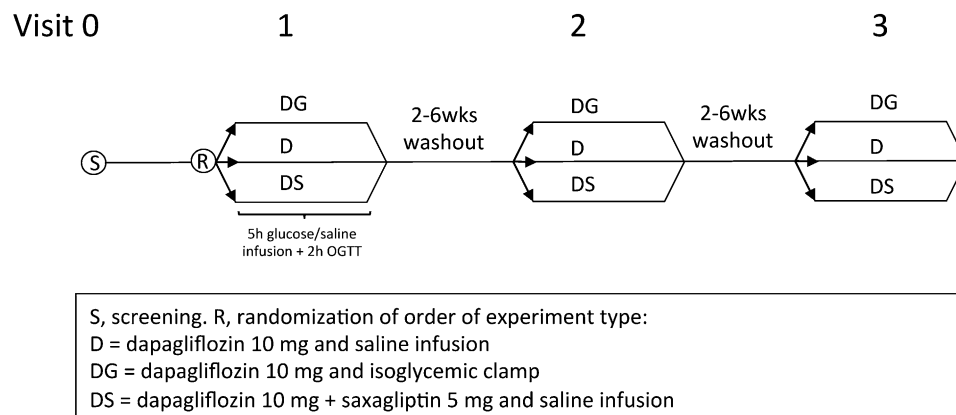 Visit 0 1 2 3
DG
D
DS
2-6wks
washout
DG
D
DS
2-6wks
washout
DG
D
DS
S
R
5h glucose/saline
infusion + 2h OGTT
S, screening. R, randomization of order of experiment type:
D = dapagliflozin 10 mg and saline infusion
DG = dapagliflozin 10 mg and isoglycemic clamp
DS = dapagliflozin 10 mg + saxagliptin 5 mg and saline infusion